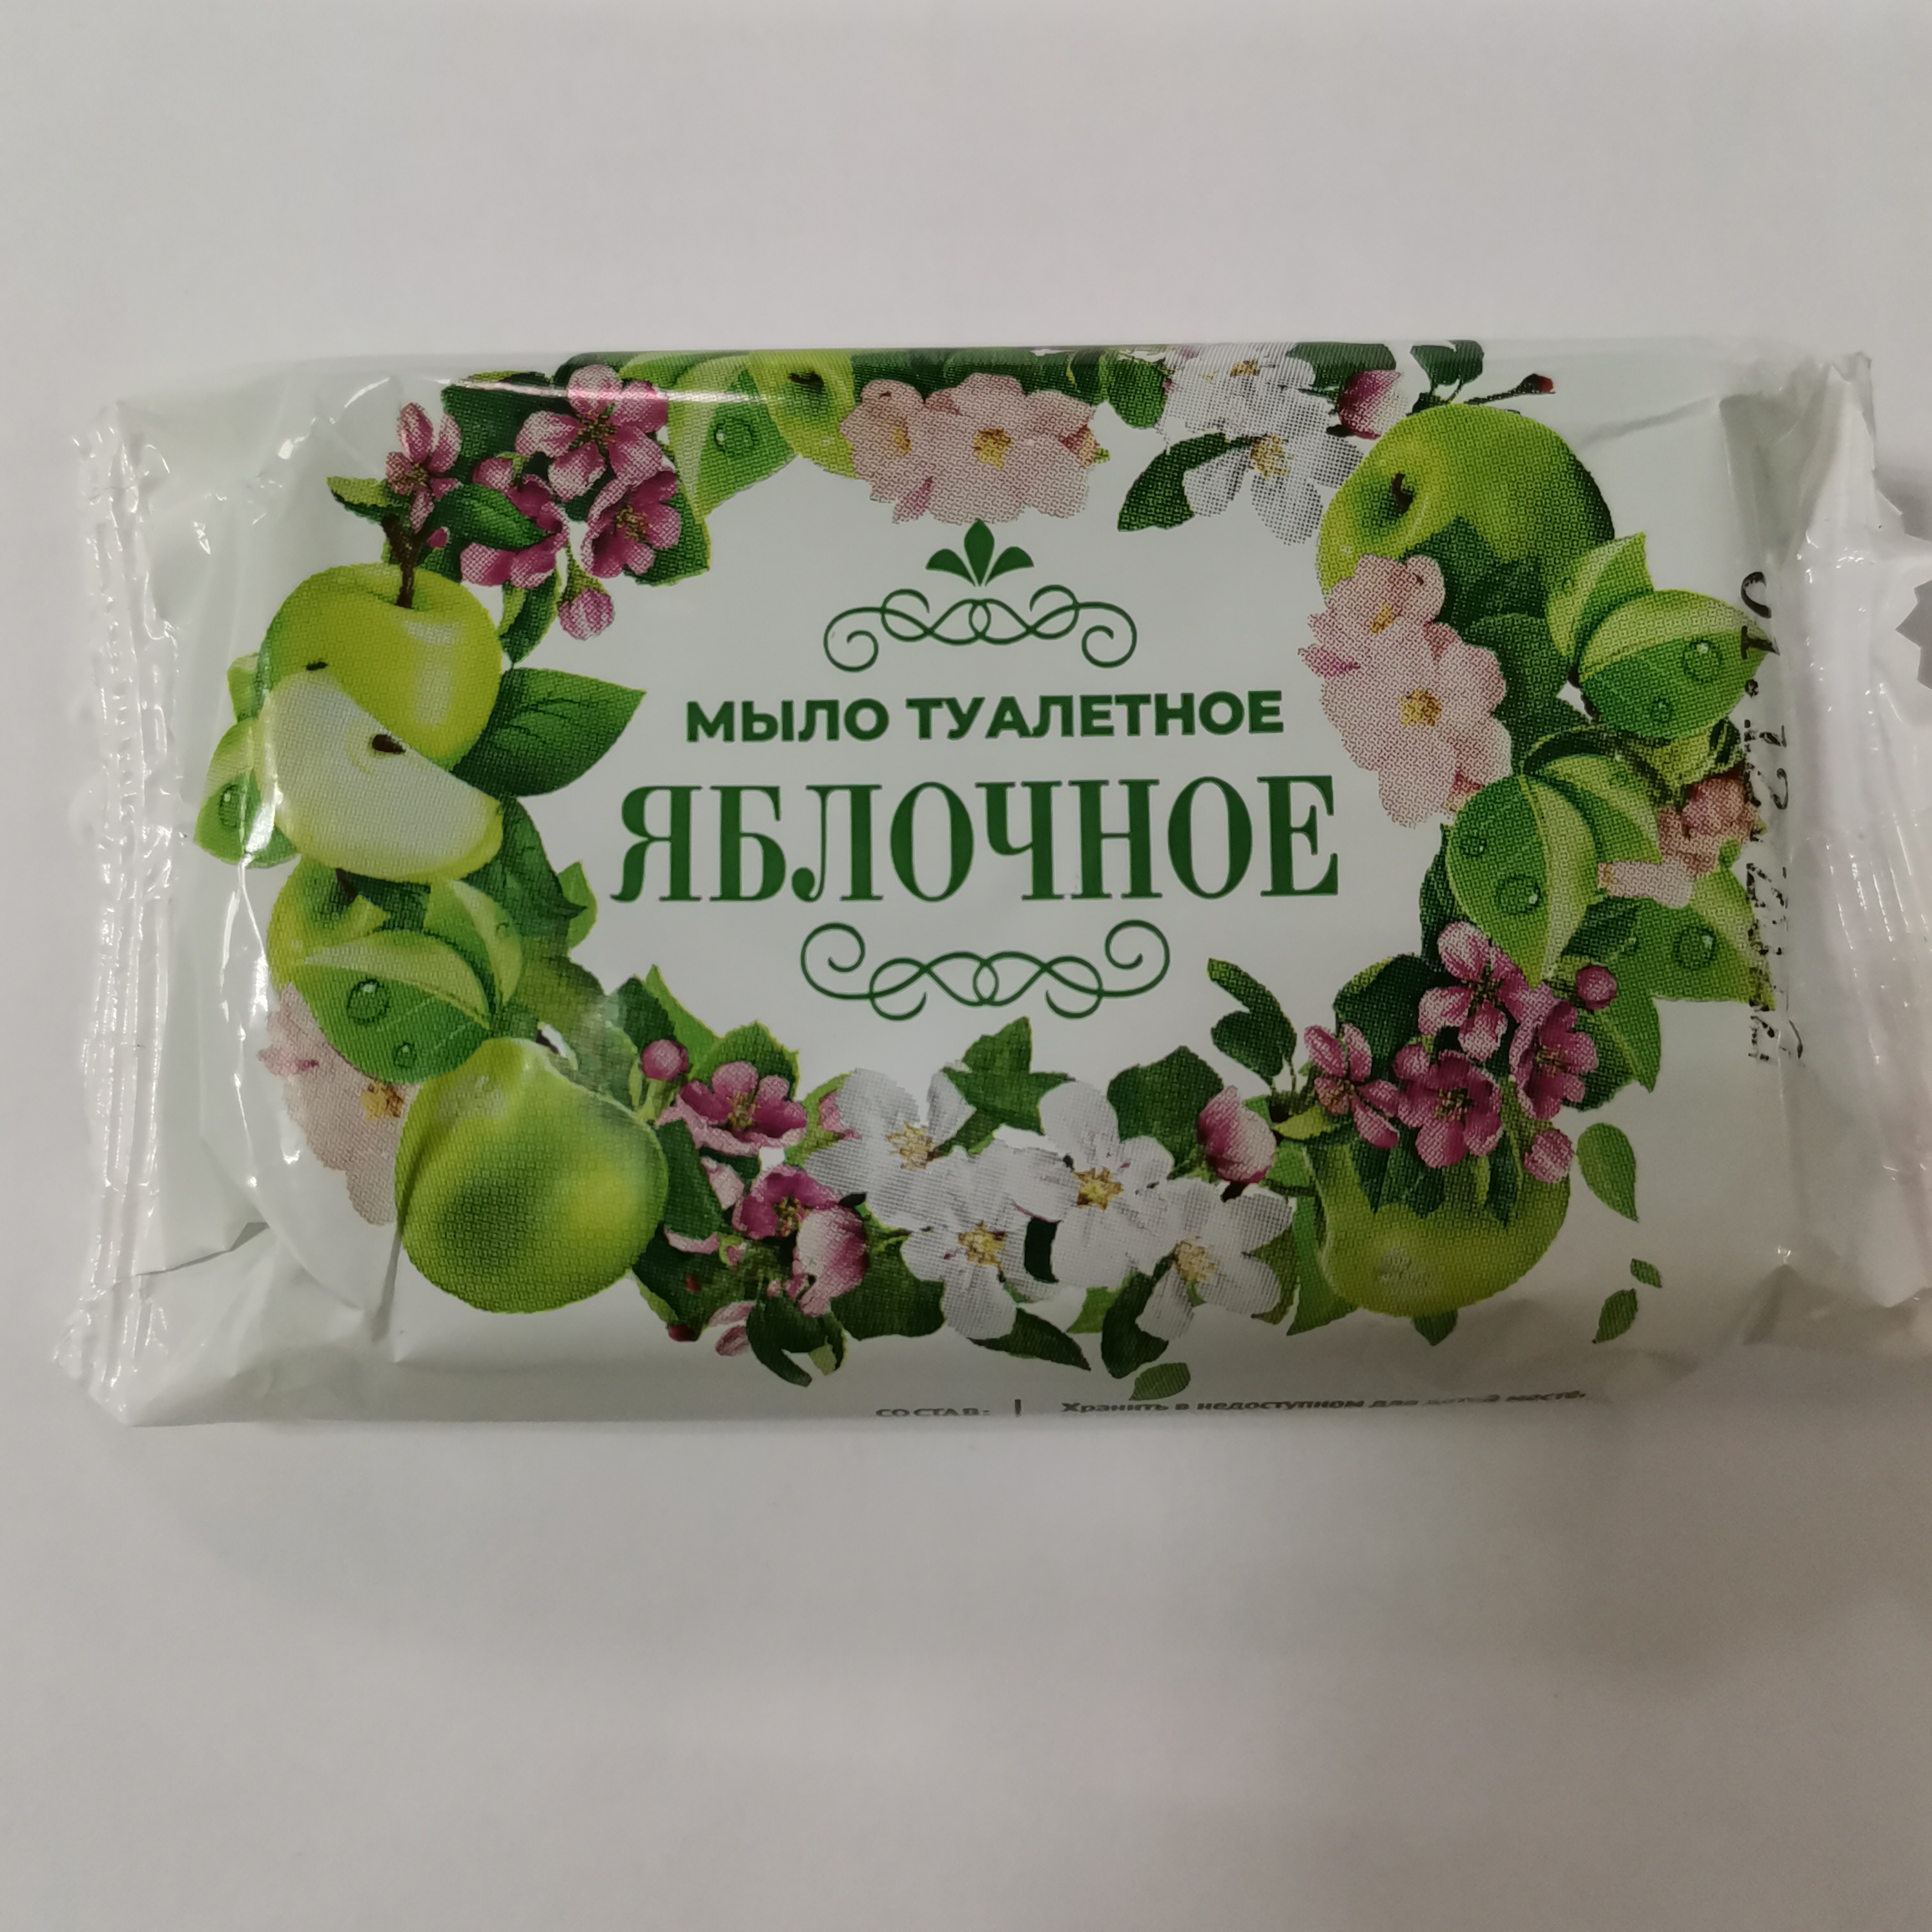 МЫЛО ТУАЛЕТНОЕ
ЯБЛОЧНОЕ
СОСТАВ:
Хранить в недоступном для детей месте.